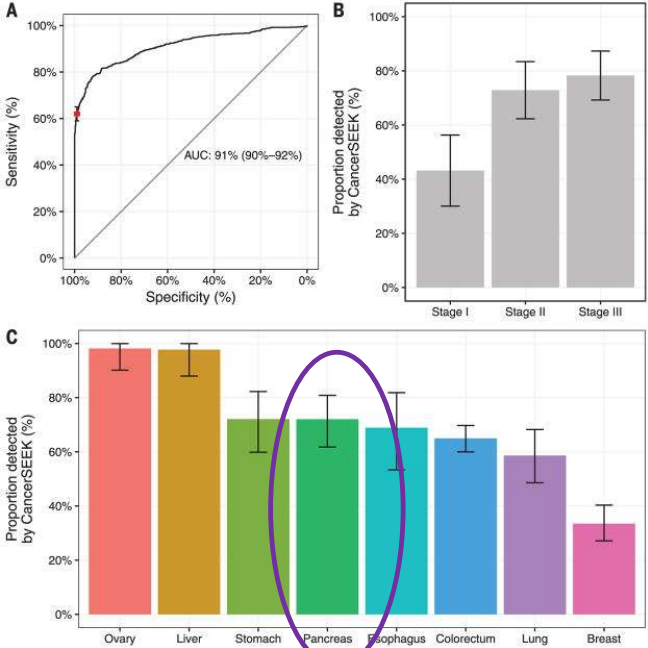 A
100%
80%
60%
40%
20%
0%
Sensitivity (%)
AUC: 91% (90%–92%)
100% 80% 60% 40% 20% 0%
Specificity (%)
B
100%
80%
60%
40%
20%
0%
Proportion detected
by CancerSEEK (%)
Stage I Stage II Stage III
C
100%
80%
60%
40%
20%
0%
Proportion detected
by CancerSEEK (%)
Ovary Liver Stomach Pancreas Esophagus Colorectum Lung Breast